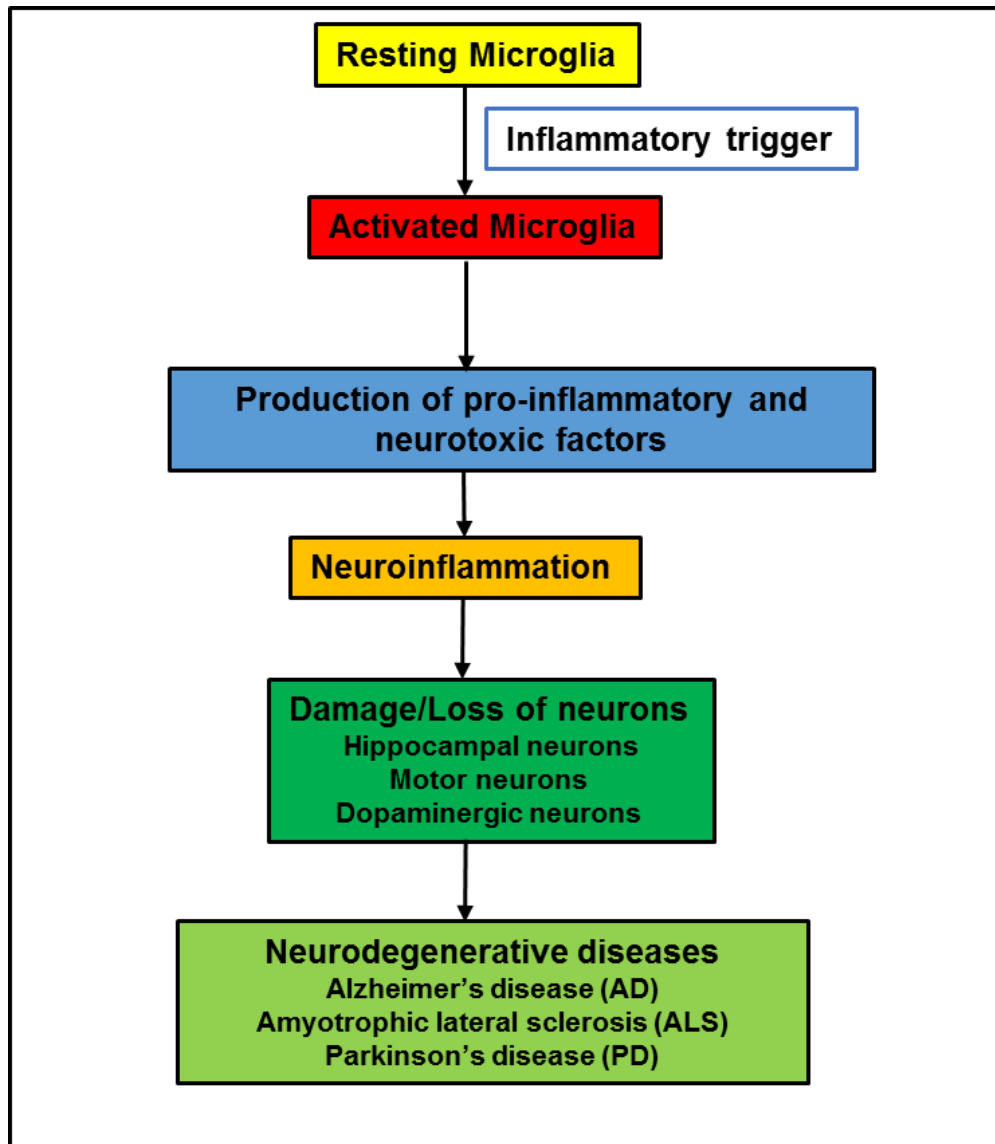 Resting Microglia
Inflammatory trigger
Activated Microglia
Production of pro-inflammatory and
neurotoxic factors
Neuroinflammation
Damage/Loss of neurons
Hippocampal neurons
Motor neurons
Dopaminergic neurons
Neurodegenerative diseases
Alzheimer’s disease (AD)
Amyotrophic lateral sclerosis (ALS)
Parkinson’s disease (PD)